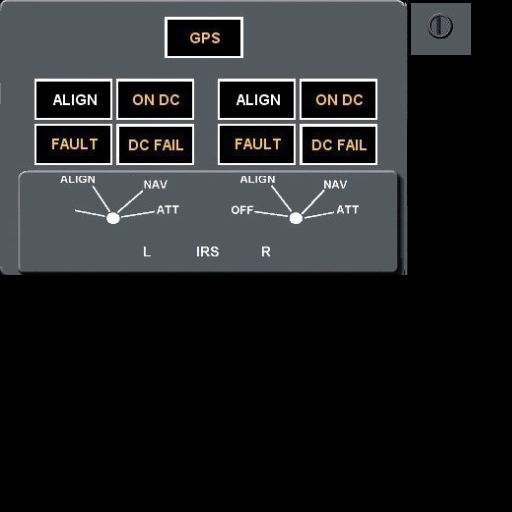 GPS
ALIGN ON DC ALIGN ON DC
FAULT DC FAIL FAULT DC FAIL
ALIGN NAV ALIGN NAV
ATT OFF ATT
L IRS R